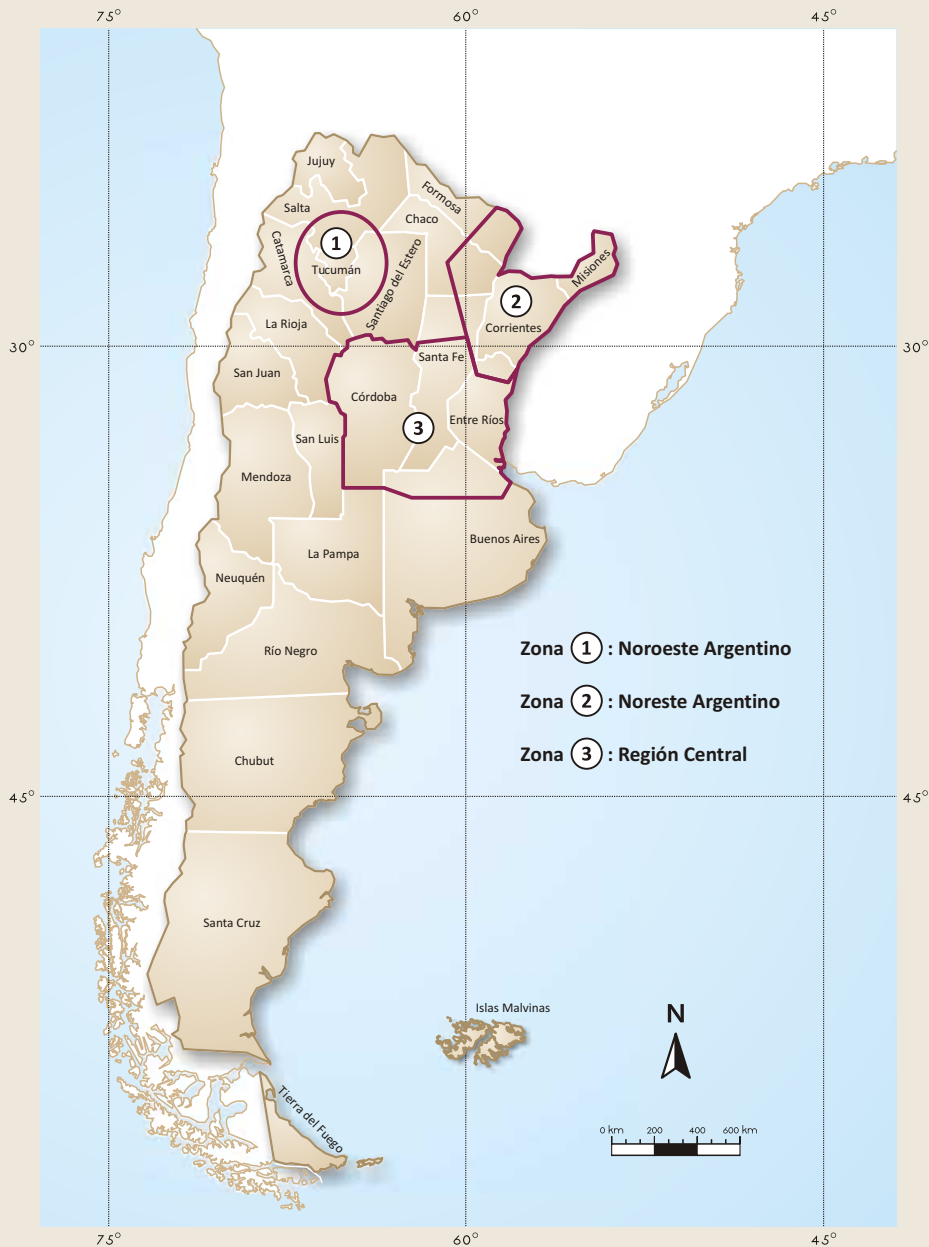 75°
60°
45°
Jujuy
Salta
Formosa
Chaco
Catamarca
1
Tucumán
Santiago del Estero
Misiones
2
Corrientes
La Rioja
30°
30°
Santa Fe
San Juan
Córdoba
Entre Ríos
3
San Luis
Mendoza
Buenos Aires
La Pampa
Neuquén
Río Negro
Zona 1 : Noroeste Argentino
Zona 2 : Noreste Argentino
Zona 3 : Región Central
Chubut
45°
45°
Santa Cruz
Islas Malvinas
N
Tierra del Fuego
0 km 200 400 600 km
75°
60°
45°